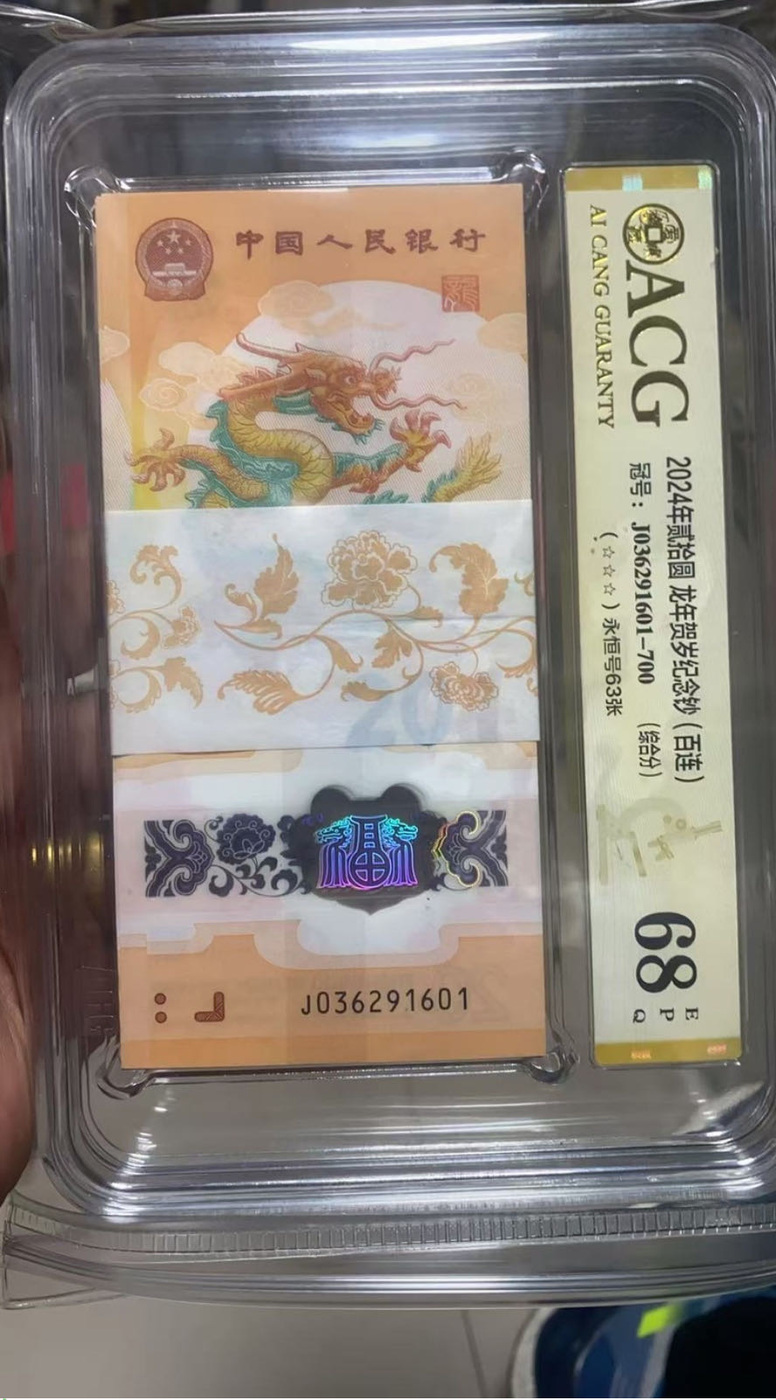 中国人民银行
龍
福
J036291601
ACG
AI CANG GUARANTY
2024年贰拾圆 龙年贺岁纪念钞（百连）
冠号：J036291601-700 （综合分）
（☆☆☆）永恒号63张
68
E
P
Q